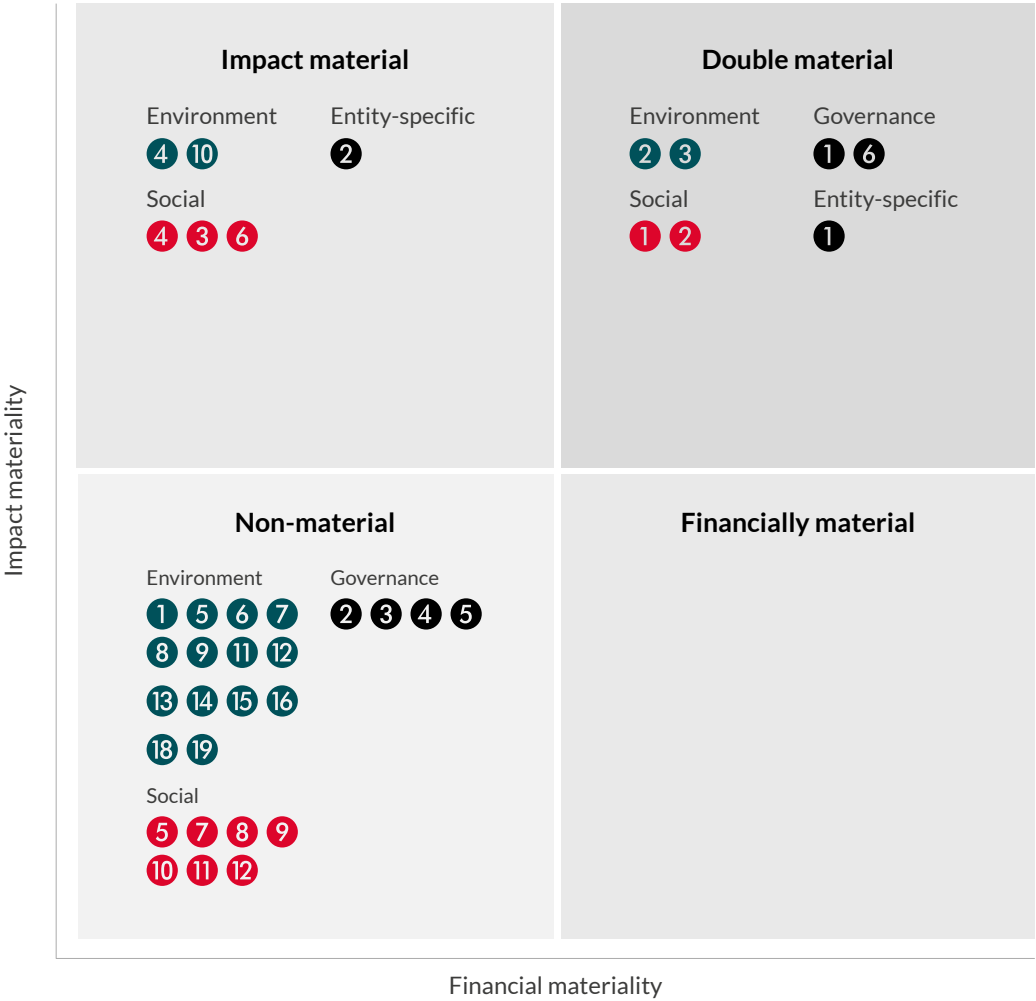 Impact materiality
Impact material
Environment
4 10
Entity-specific
2
Social
4 3 6
Double material
Environment
2 3
Governance
1 6
Social
1 2
Entity-specific
1
Non-material
Environment
1 5 6 7
8 9 11 12
13 14 15 16
18 19
Governance
2 3 4 5
Social
5 7 8 9
10 11 12
Financially material
Financial materiality